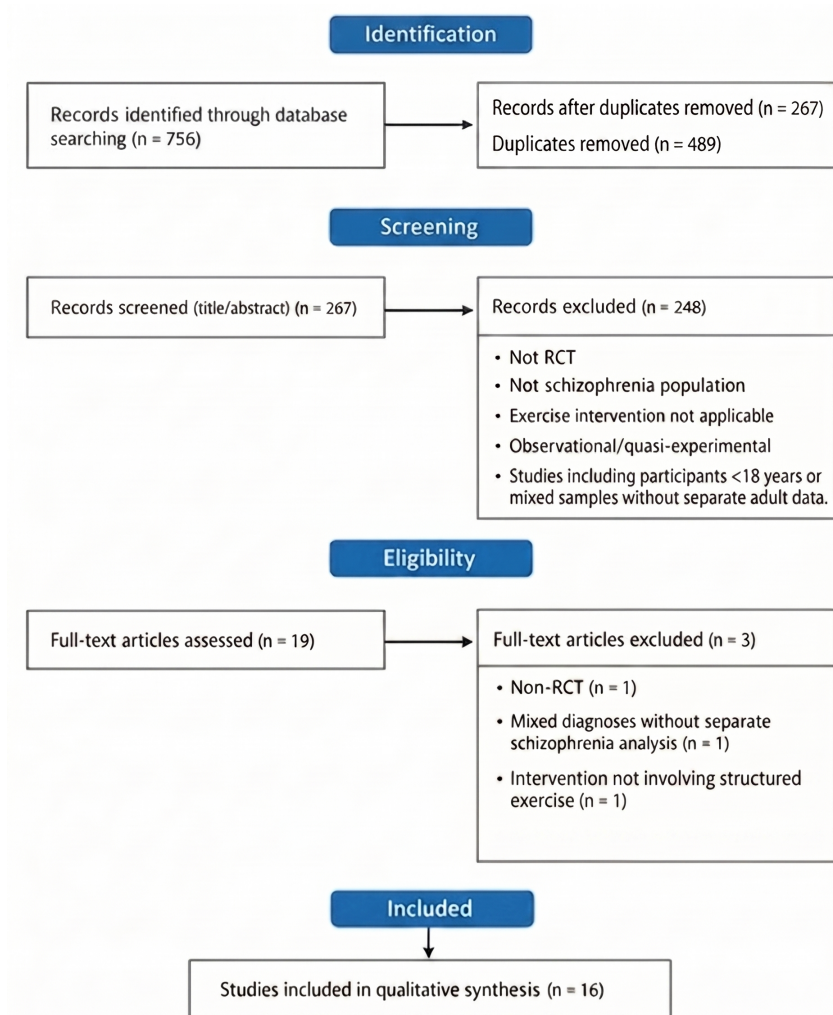 Identification
Records identified through database
searching (n = 756)
Records after duplicates removed (n = 267)
Duplicates removed (n = 489)
Screening
Records screened (title/abstract) (n = 267)
Records excluded (n = 248)
• Not RCT
• Not schizophrenia population
• Exercise intervention not applicable
• Observational/quasi-experimental
• Studies including participants <18 years or
mixed samples without separate adult data.
Eligibility
Full-text articles assessed (n = 19)
Full-text articles excluded (n = 3)
• Non-RCT (n = 1)
• Mixed diagnoses without separate
schizophrenia analysis (n = 1)
• Intervention not involving structured
exercise (n = 1)
Included
Studies included in qualitative synthesis (n = 16)